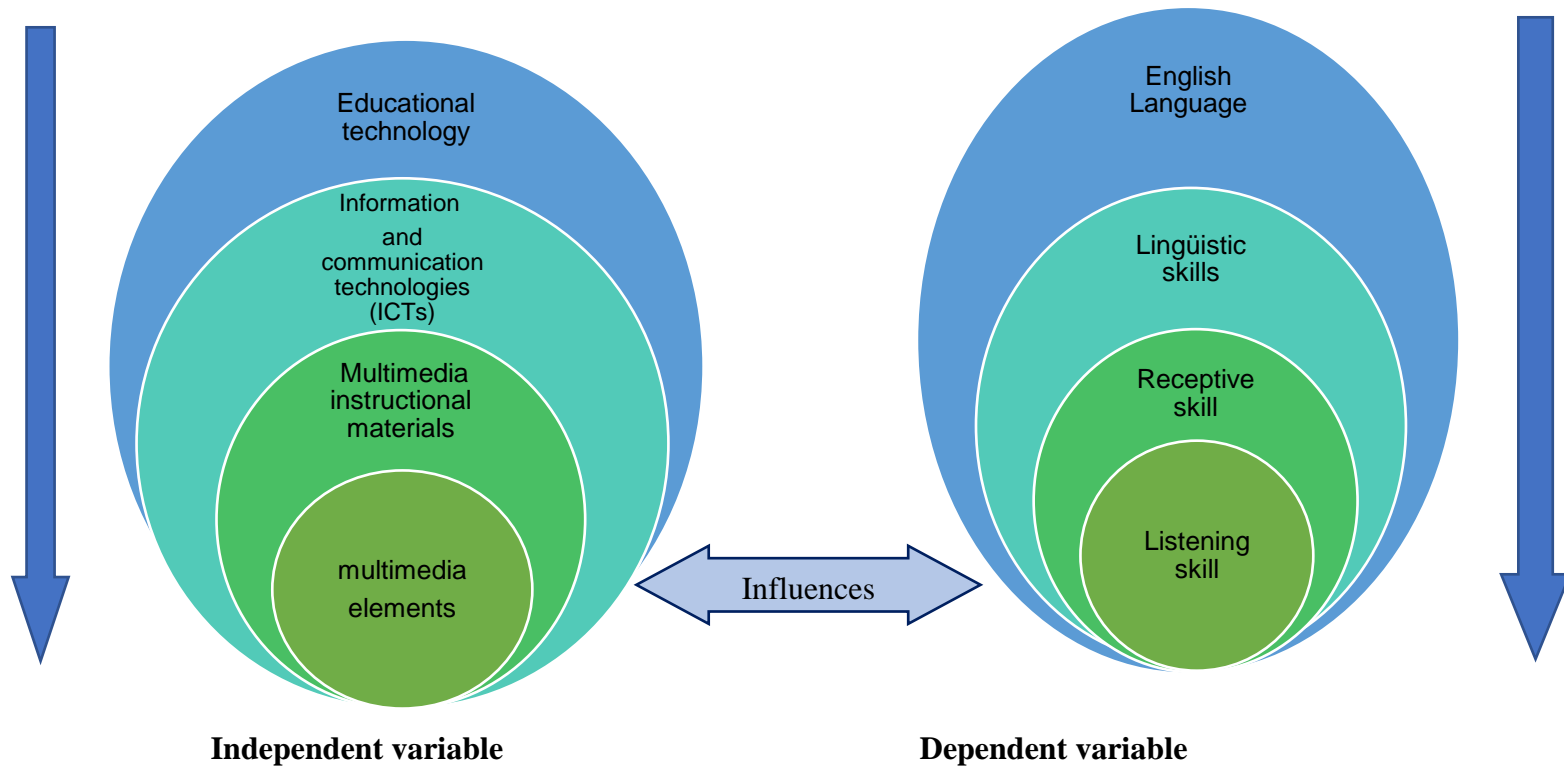 Educational
technology
Information
and
communication
technologies
(ICTs)
Multimedia
instructional
materials
multimedia
elements
Influences
English
Language
Lingüistic
skills
Receptive
skill
Listening
skill
Independent variable
Dependent variable